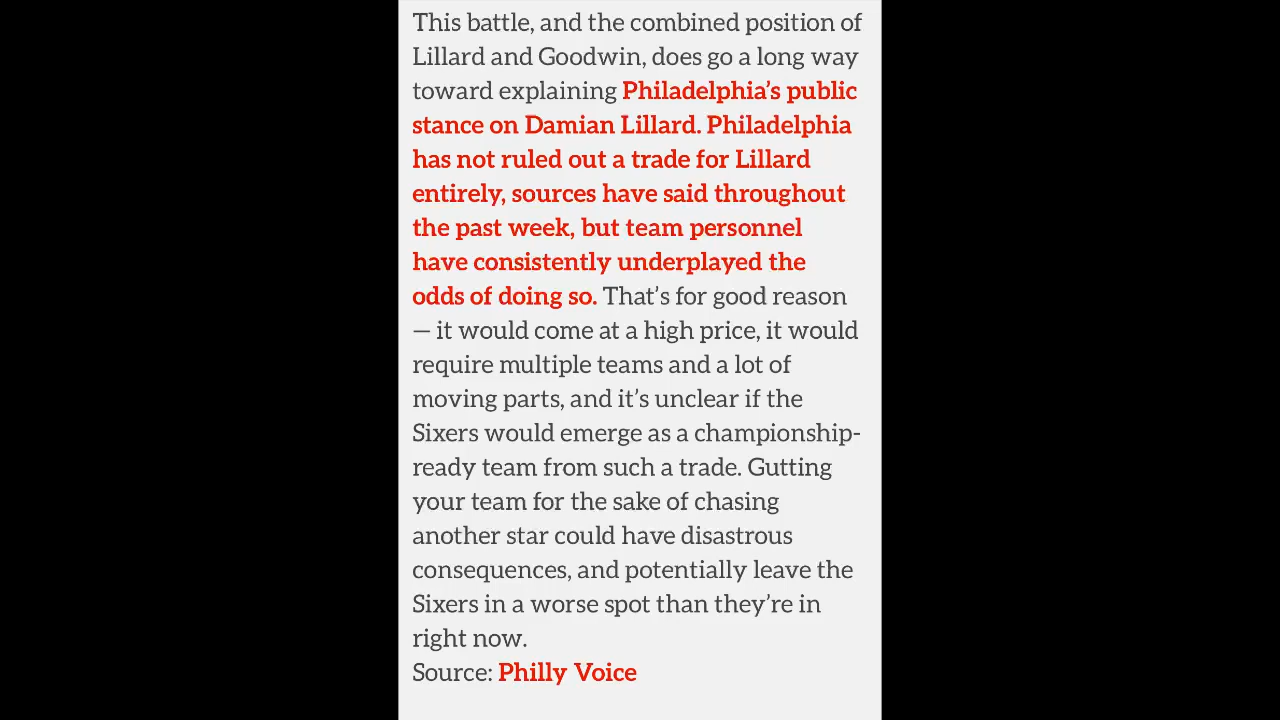 This battle, and the combined position of
Lillard and Goodwin, does go a long way
toward explaining Philadelphia’s public
stance on Damian Lillard. Philadelphia
has not ruled out a trade for Lillard
entirely, sources have said throughout
the past week, but team personnel
have consistently underplayed the
odds of doing so. That’s for good reason
— it would come at a high price, it would
require multiple teams and a lot of
moving parts, and it’s unclear if the
Sixers would emerge as a championship-
ready team from such a trade. Gutting
your team for the sake of chasing
another star could have disastrous
consequences, and potentially leave the
Sixers in a worse spot than they’re in
right now.
Source: Philly Voice